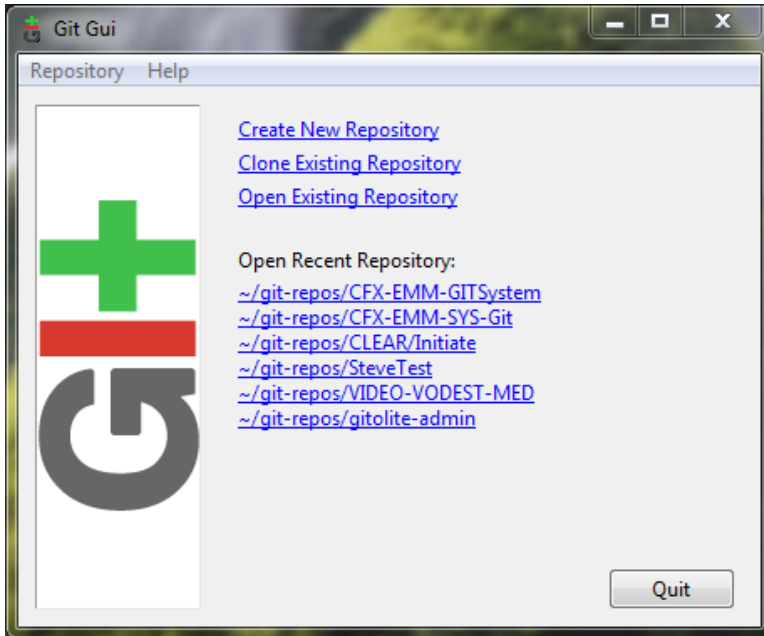 Git Gui
Repository Help
Create New Repository
Clone Existing Repository
Open Existing Repository
Open Recent Repository:
~/git-repos/CFX-EMM-GITSystem
~/git-repos/CFX-EMM-SYS-Git
~/git-repos/CLEAR/Initiate
~/git-repos/SteveTest
~/git-repos/VIDEO-VODEST-MED
~/git-repos/gitolite-admin
GIt
Quit